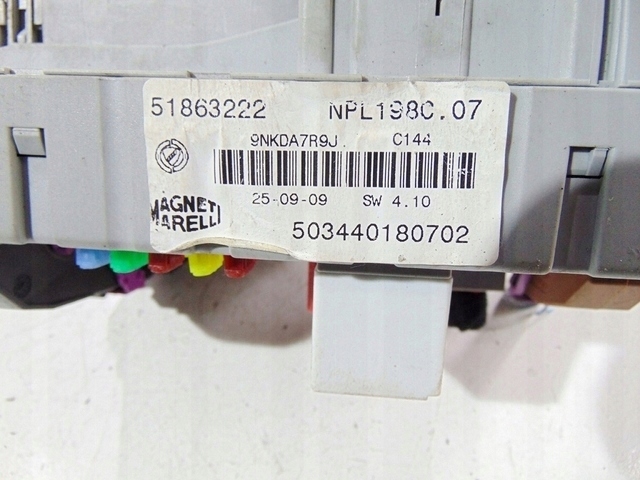 51863222 NPL198C.07
9NKDA7R9J. C144
25-09-09 SW 4.10
MAGNETI
MARELLI
503440180702